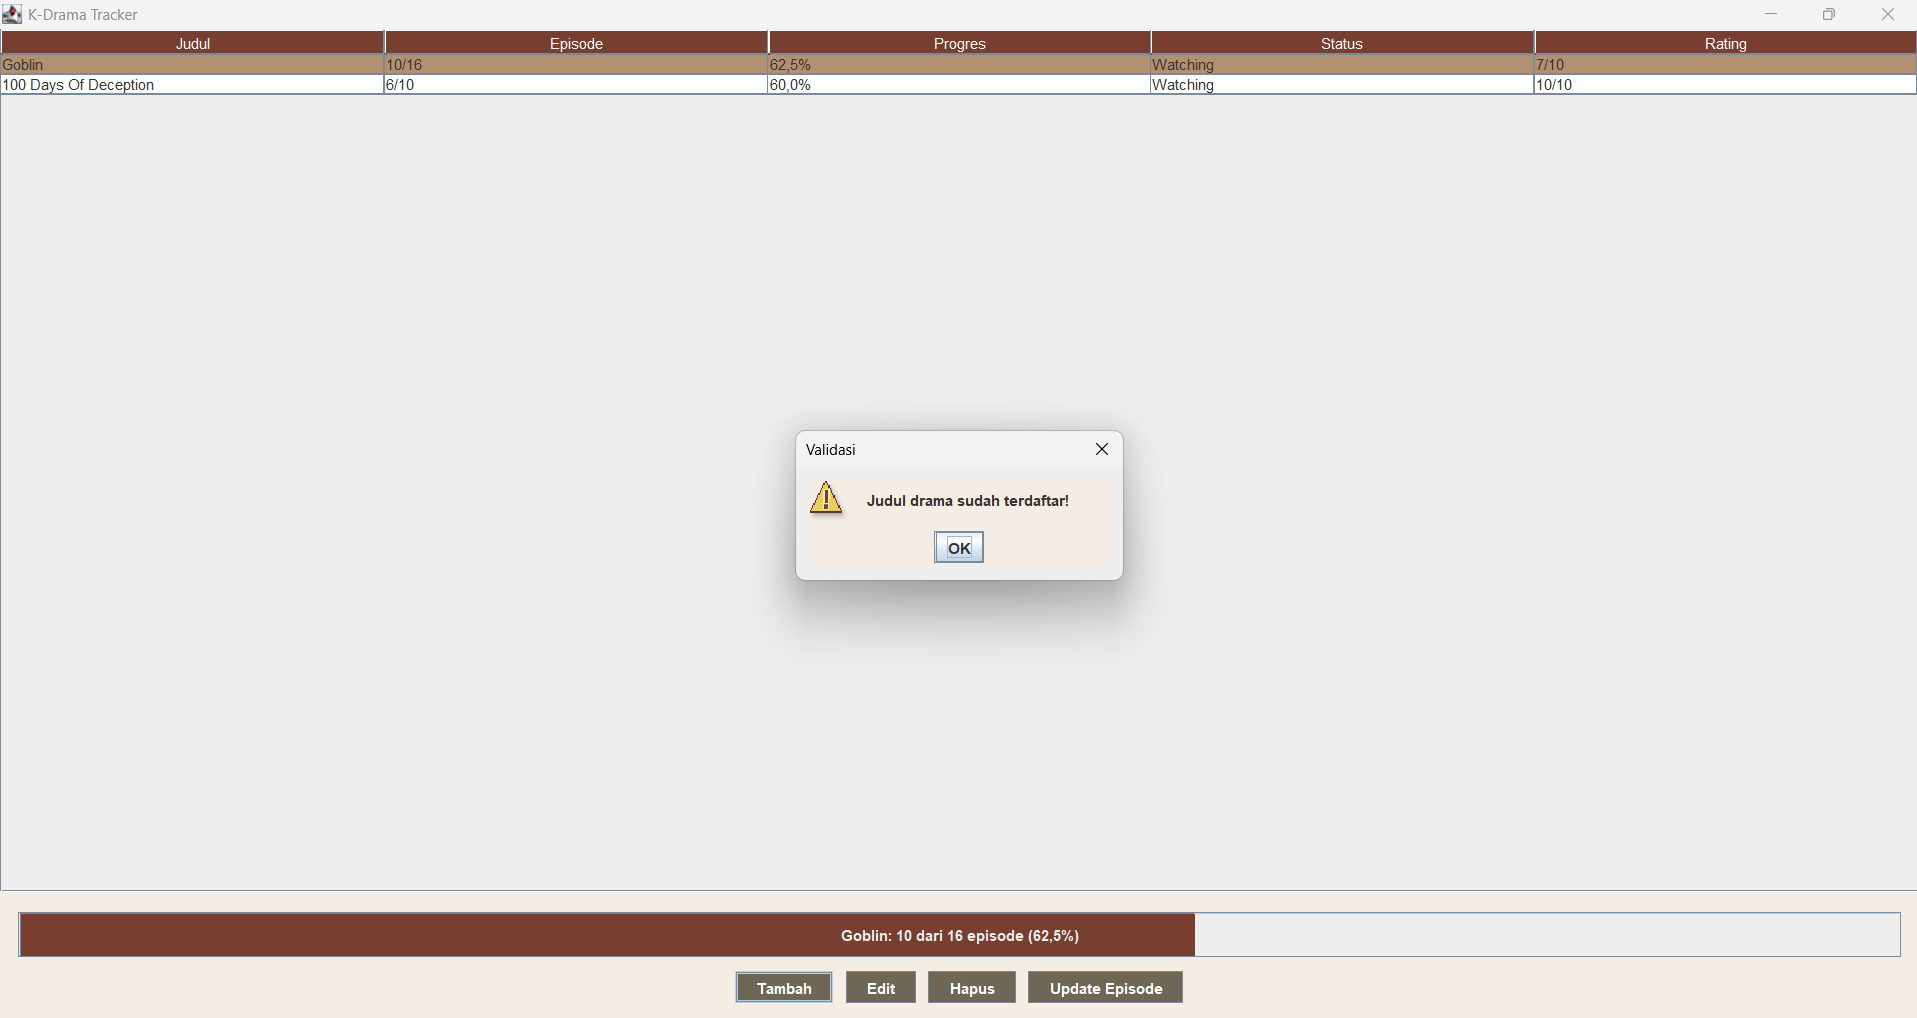 K-Drama Tracker
Judul Episode Progres Status Rating
Goblin 10/16 62,5% Watching 7/10
100 Days Of Deception 6/10 60,0% Watching 10/10
Validasi
Judul drama sudah terdaftar!
OK
Goblin: 10 dari 16 episode (62,5%)
Tambah Edit Hapus Update Episode